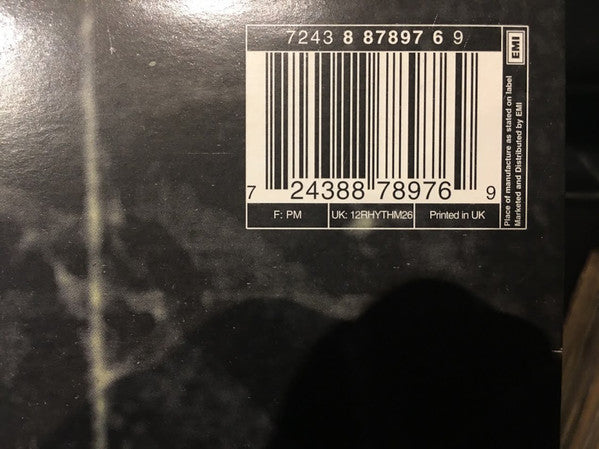 7243 8 87897 6 9
EMI
7 24388 78976 9
F: PM
UK: 12RHYTHM26
Printed in UK
Place of manufacture as stated on label
Marketed and Distributed by EMI